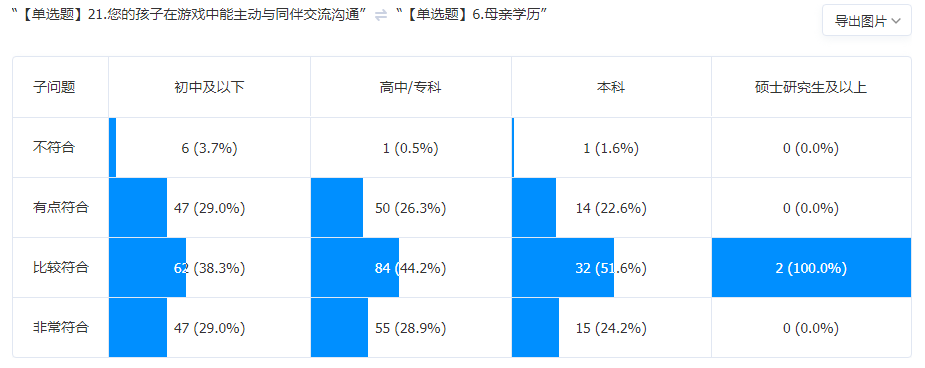 “【单选题】21.您的孩子在游戏中能主动与同伴交流沟通” ⇌ “【单选题】6.母亲学历”
导出图片
子问题 初中及以下 高中/专科 本科 硕士研究生及以上
不符合 6 (3.7%) 1 (0.5%) 1 (1.6%) 0 (0.0%)
有点符合 47 (29.0%) 50 (26.3%) 14 (22.6%) 0 (0.0%)
比较符合 62 (38.3%) 84 (44.2%) 32 (51.6%) 2 (100.0%)
非常符合 47 (29.0%) 55 (28.9%) 15 (24.2%) 0 (0.0%)